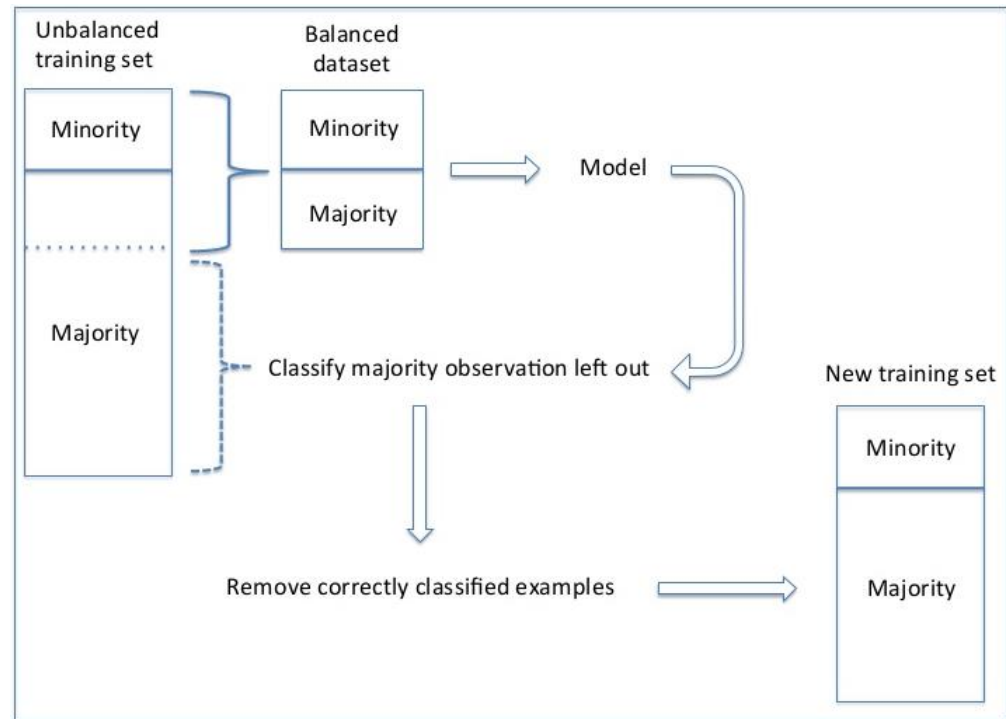 Unbalanced
training set
Balanced
dataset
Minority
Minority
Model
Majority
Majority
Classify majority observation left out
New training set
Minority
Remove correctly classified examples
Majority